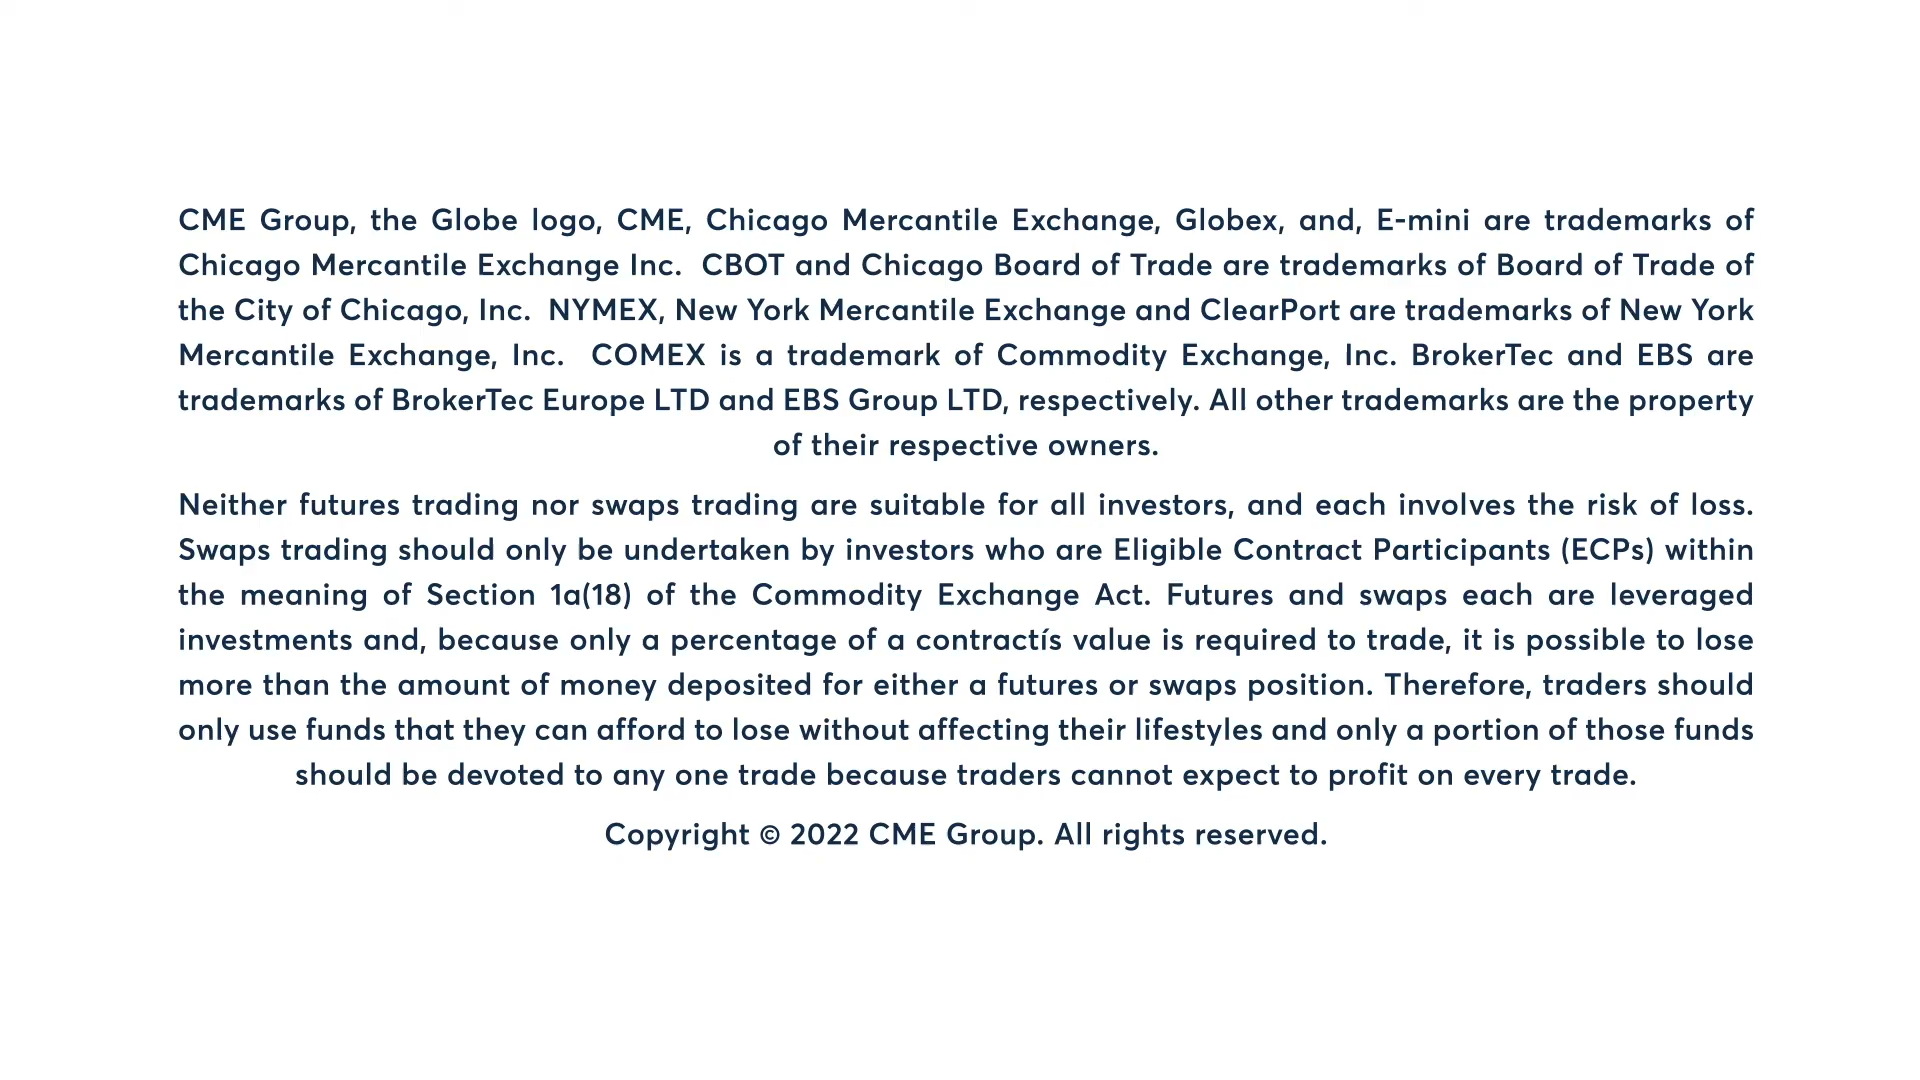 CME Group, the Globe logo, CME, Chicago Mercantile Exchange, Globex, and, E-mini are trademarks of
Chicago Mercantile Exchange Inc.  CBOT and Chicago Board of Trade are trademarks of Board of Trade of
the City of Chicago, Inc.  NYMEX, New York Mercantile Exchange and ClearPort are trademarks of New York
Mercantile Exchange, Inc.  COMEX is a trademark of Commodity Exchange, Inc. BrokerTec and EBS are
trademarks of BrokerTec Europe LTD and EBS Group LTD, respectively. All other trademarks are the property
of their respective owners.
Neither futures trading nor swaps trading are suitable for all investors, and each involves the risk of loss.
Swaps trading should only be undertaken by investors who are Eligible Contract Participants (ECPs) within
the meaning of Section 1a(18) of the Commodity Exchange Act. Futures and swaps each are leveraged
investments and, because only a percentage of a contractís value is required to trade, it is possible to lose
more than the amount of money deposited for either a futures or swaps position. Therefore, traders should
only use funds that they can afford to lose without affecting their lifestyles and only a portion of those funds
should be devoted to any one trade because traders cannot expect to profit on every trade.
Copyright © 2022 CME Group. All rights reserved.